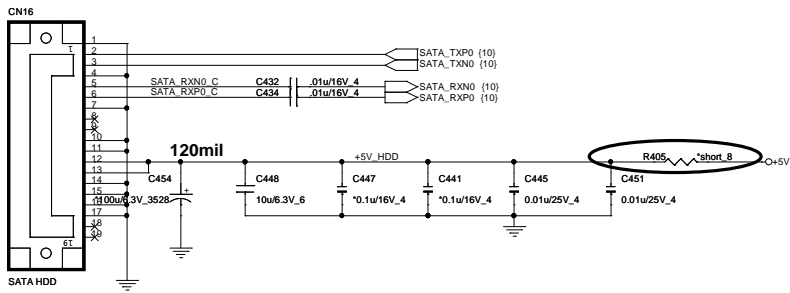 CN16
1
1
2
SATA_TXP0 {10}
3
SATA_TXN0 {10}
4
5
SATA_RXN0_C
C432
.01u/16V_4
SATA_RXN0 {10}
6
SATA_RXP0_C
C434
.01u/16V_4
SATA_RXP0 {10}
7
8
9
10
11
120mil
12
+5V_HDD
R405
*short_8
+5V
13
14
15
16
17
18
19
19
C454
*100u/6.3V_3528
C448
10u/6.3V_6
C447
*0.1u/16V_4
C441
*0.1u/16V_4
C445
0.01u/25V_4
C451
0.01u/25V_4
+
SATA HDD